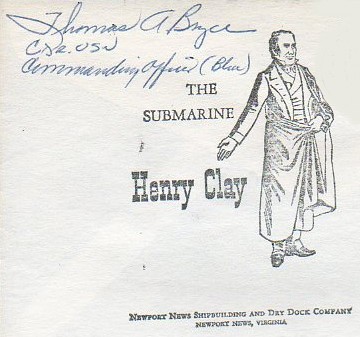 Thomas A Bryce
CDR. USN
Commanding Officer (Blue)
THE
SUBMARINE
Henry Clay
NEWPORT NEWS SHIPBUILDING AND DRY DOCK COMPANY
NEWPORT NEWS, VIRGINIA